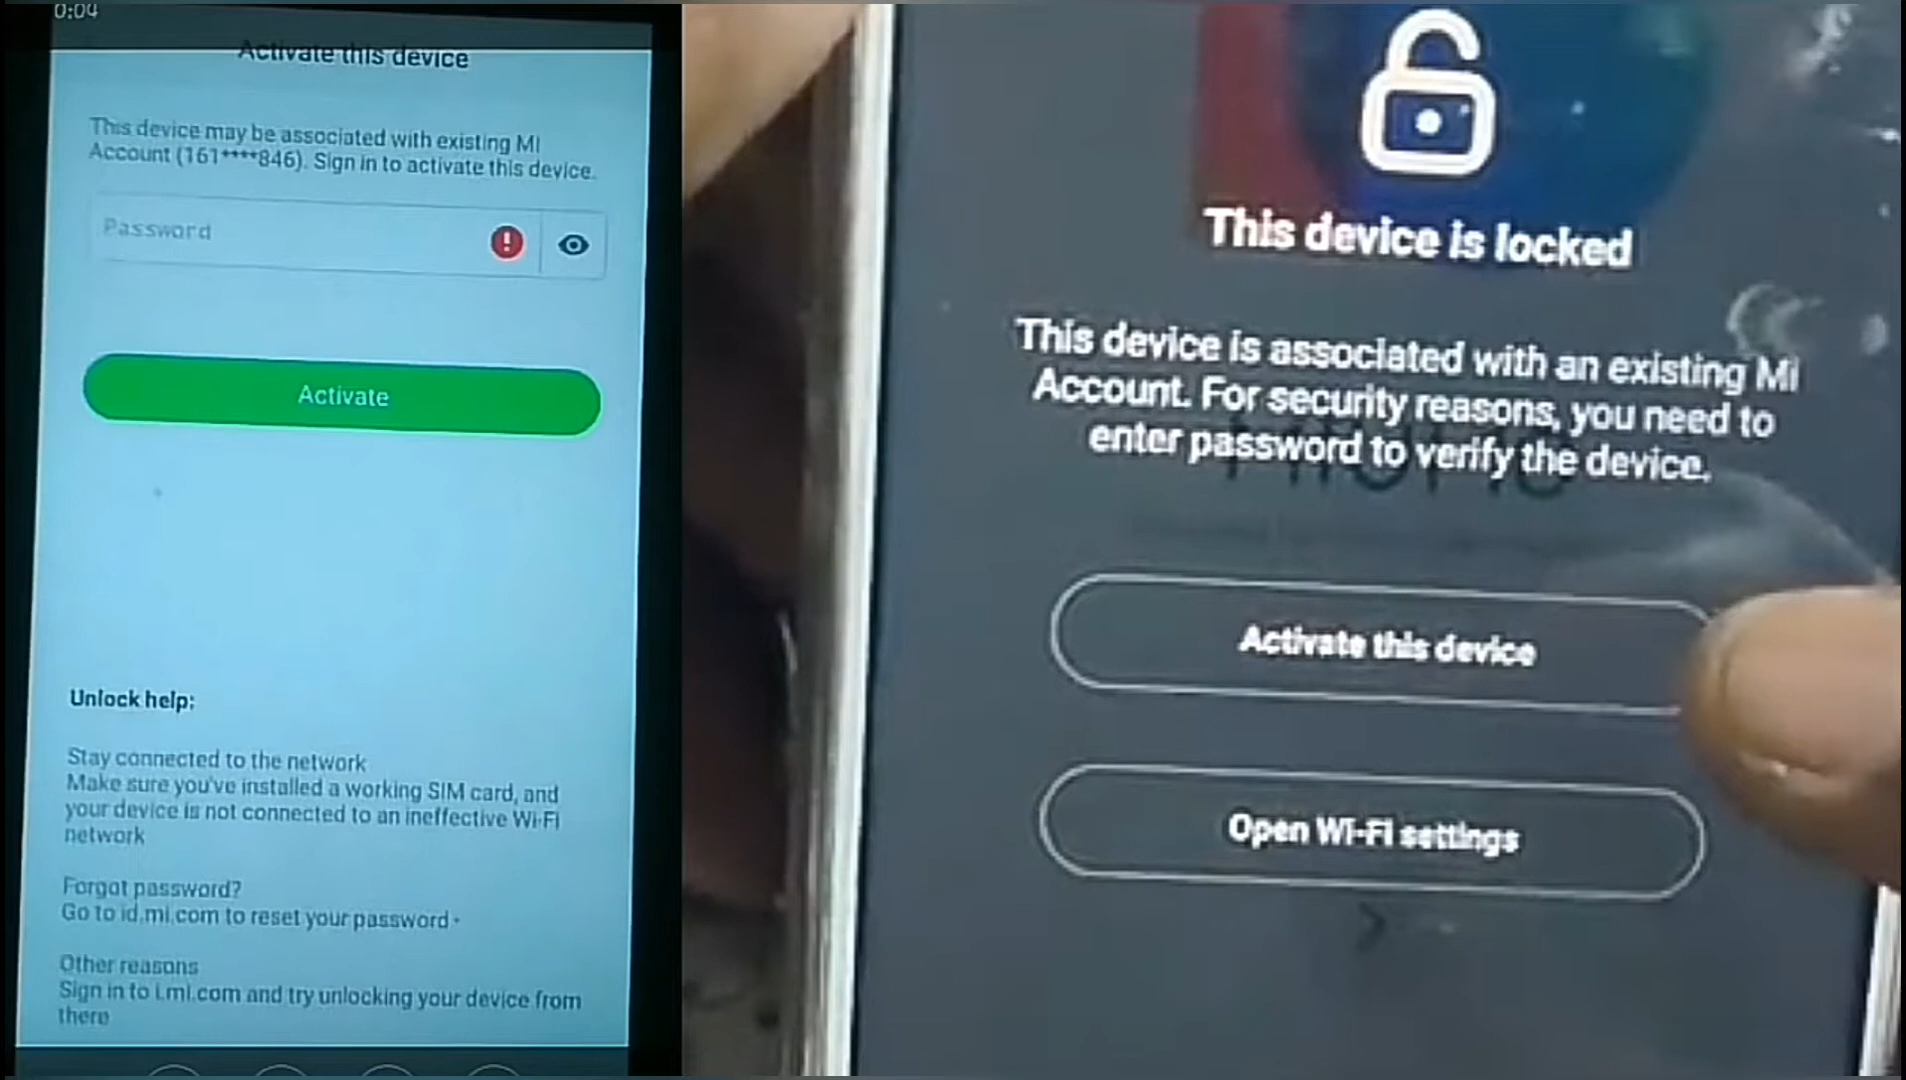 0:04
Activate this device
This device may be associated with existing MI
Account (161****846). Sign in to activate this device.
Password
Activate
Unlock help:
Stay connected to the network
Make sure you've installed a working SIM card, and
your device is not connected to an ineffective Wi-Fi
network
Forgot password?
Go to id.mi.com to reset your password
Other reasons
Sign in to i.mi.com and try unlocking your device from
there
This device is locked
This device is associated with an existing Mi
Account. For security reasons, you need to
enter password to verify the device.
Activate this device
Open Wi-Fi settings